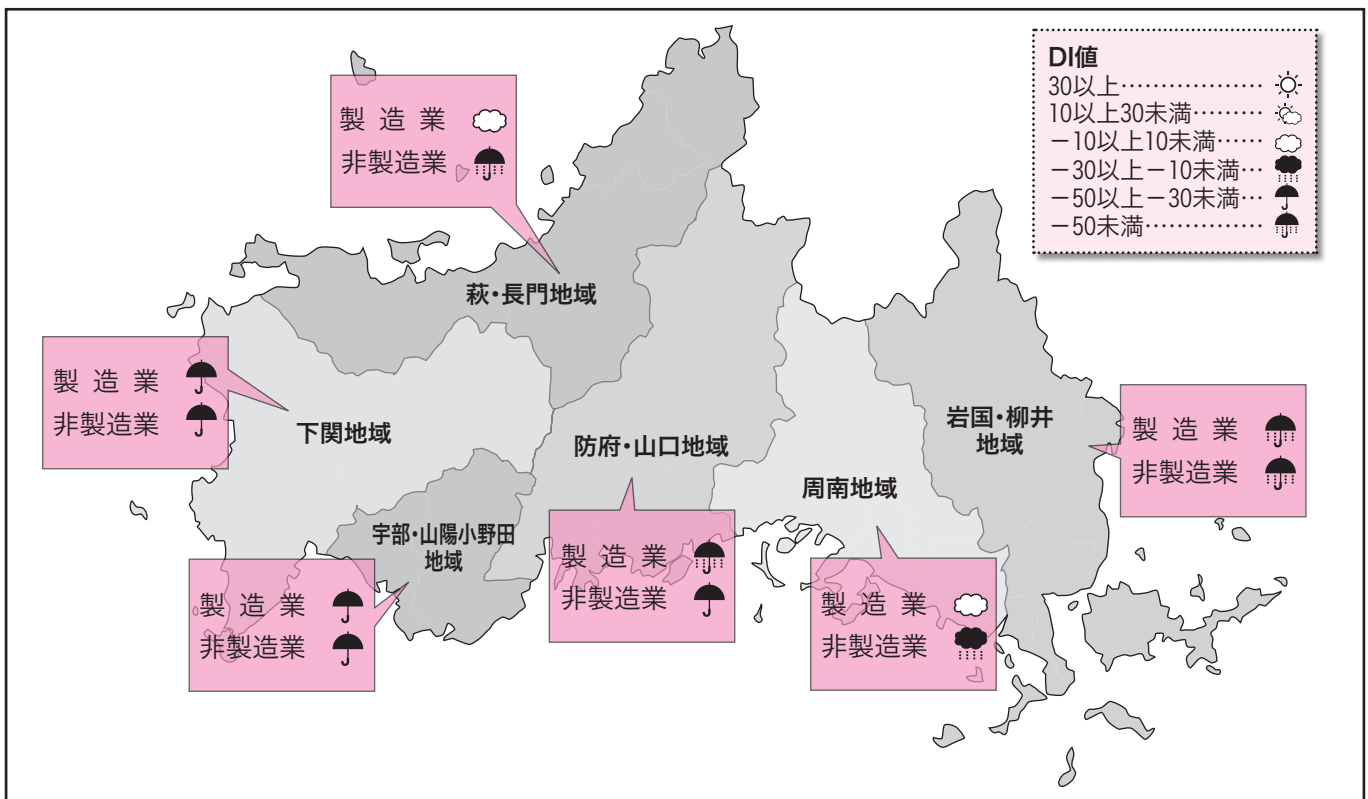 DI値
30以上………………
10以上30未満………
－10以上10未満……
－30以上－10未満…
－50以上－30未満…
－50未満……………
製造業
非製造業
萩・長門地域
製造業
非製造業
下関地域
防府・山口地域
岩国・柳井
地域
製造業
非製造業
周南地域
宇部・山陽小野田
地域
製造業
非製造業
製造業
非製造業
製造業
非製造業